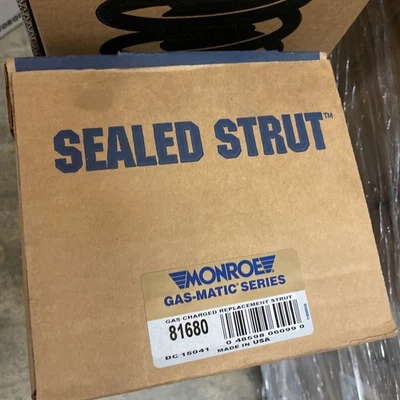 SEALED STRUT™
MONROE®
GAS-MATIC® SERIES
GAS CHARGED REPLACEMENT STRUT
81680
0 48598 06099 0
DC 15041 MADE IN USA